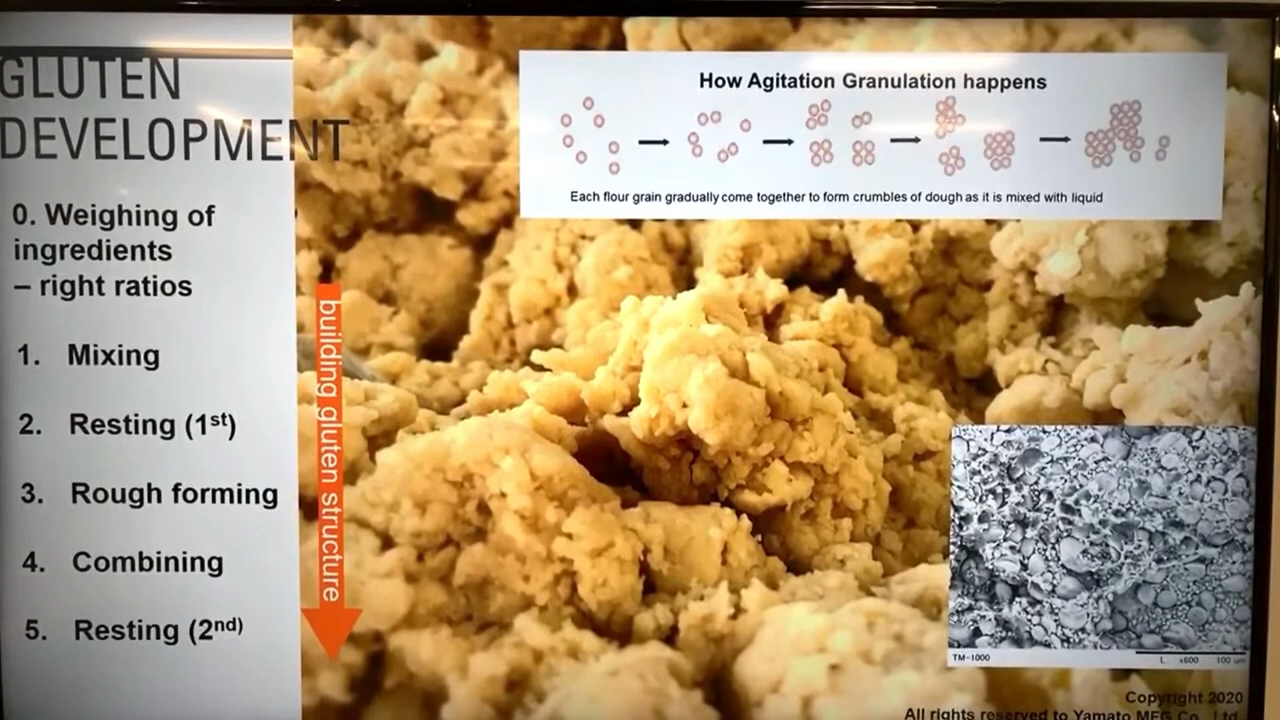 GLUTEN
DEVELOPMENT
0. Weighing of
ingredients
– right ratios
1. Mixing
2. Resting (1st)
3. Rough forming
4. Combining
5. Resting (2nd)
building gluten structure
How Agitation Granulation happens
Each flour grain gradually come together to form crumbles of dough as it is mixed with liquid
TM-1000
L x600 100 um
Copyright 2020
All rights reserved to Yamato MFG Co., Ltd.